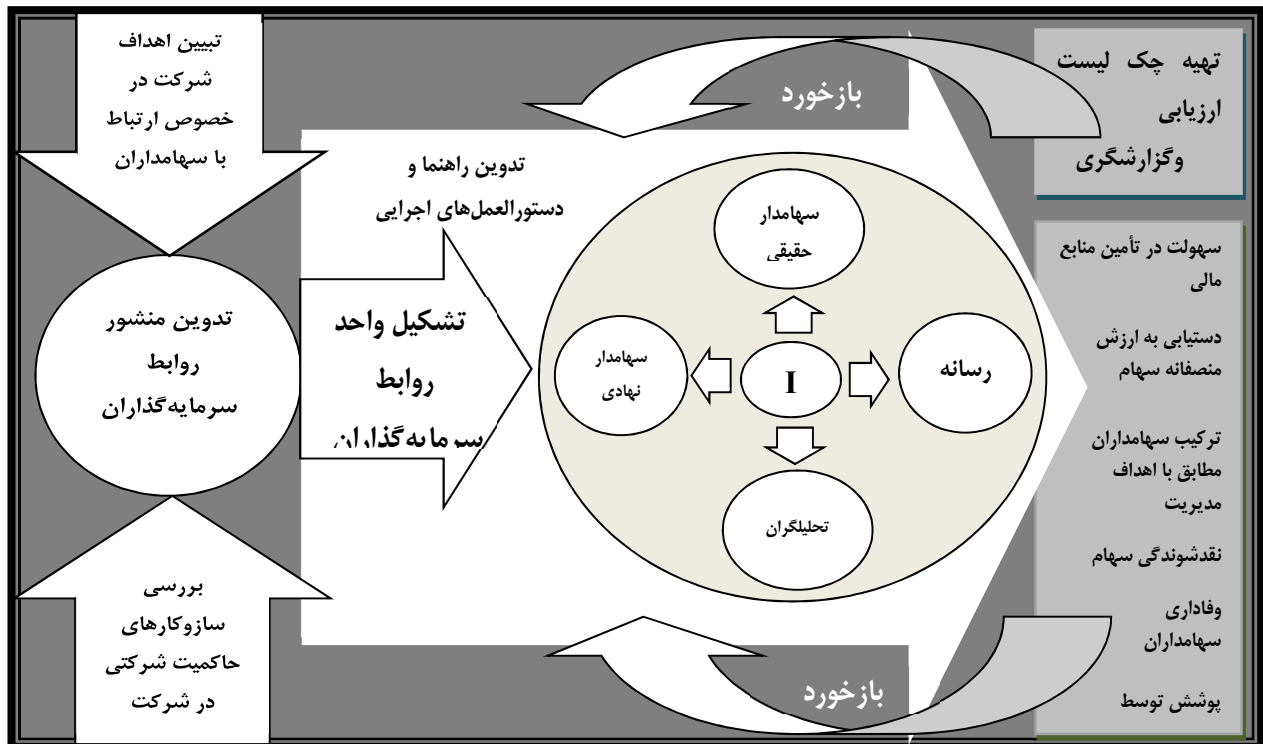 تبیین اهداف
شرکت در
خصوص ارتباط
با سهامداران
تدوین منشور
روابط
سرمایه‌گذاران
بررسی
سازوکارهای
حاکمیت شرکتی
در شرکت
تدوین راهنما و
دستورالعمل‌های اجرایی
تشکیل واحد
روابط
سرمایه‌گذاران
بازخورد
سهامدار
حقیقی
سهامدار
نهادی
I
رسانه
تحلیلگران
بازخورد
تهیه چک لیست
ارزیابی
وگزارشگری
سهولت در تأمین منابع
مالی
دستیابی به ارزش
منصفانه سهام
ترکیب سهامداران
مطابق با اهداف
مدیریت
نقدشوندگی سهام
وفاداری
سهامداران
پوشش توسط